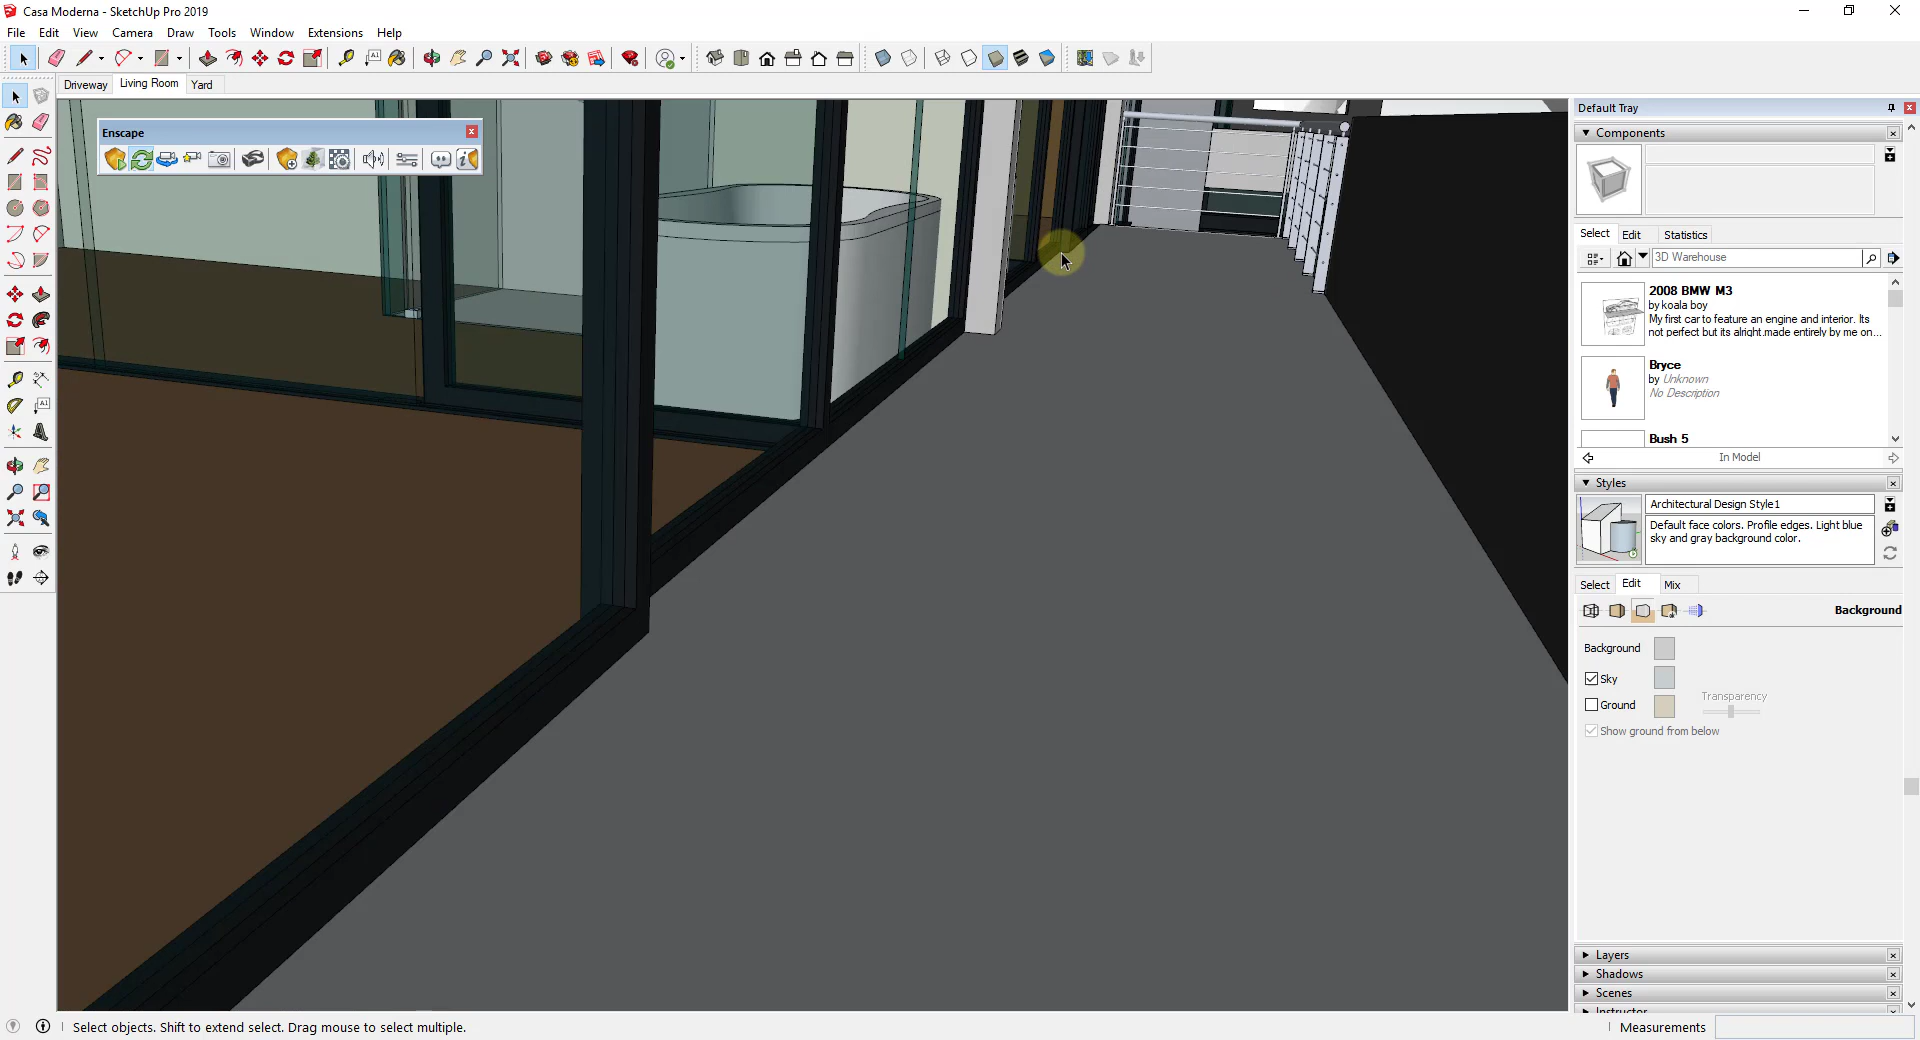 Casa Moderna - SketchUp Pro 2019
File Edit View Camera Draw Tools Window Extensions Help
Driveway Living Room Yard
Enscape
Default Tray
Components
Select Edit Statistics
3D Warehouse
2008 BMW M3
by koala boy
My first car to feature an engine and interior. Its
not perfect but its alright.made entirely by me on...
Bryce
by Unknown
No Description
Bush 5
In Model
Styles
Architectural Design Style1
Default face colors. Profile edges. Light blue
sky and gray background color.
Select Edit Mix
Background
Background
Sky
Ground
Transparency
Show ground from below
Layers
Shadows
Scenes
Instructor
Select objects. Shift to extend select. Drag mouse to select multiple.
Measurements